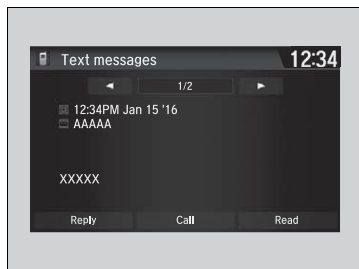 Text messages 12:34
1/2
12:34PM Jan 15 '16
AAAAA
XXXXX
Reply Call Read